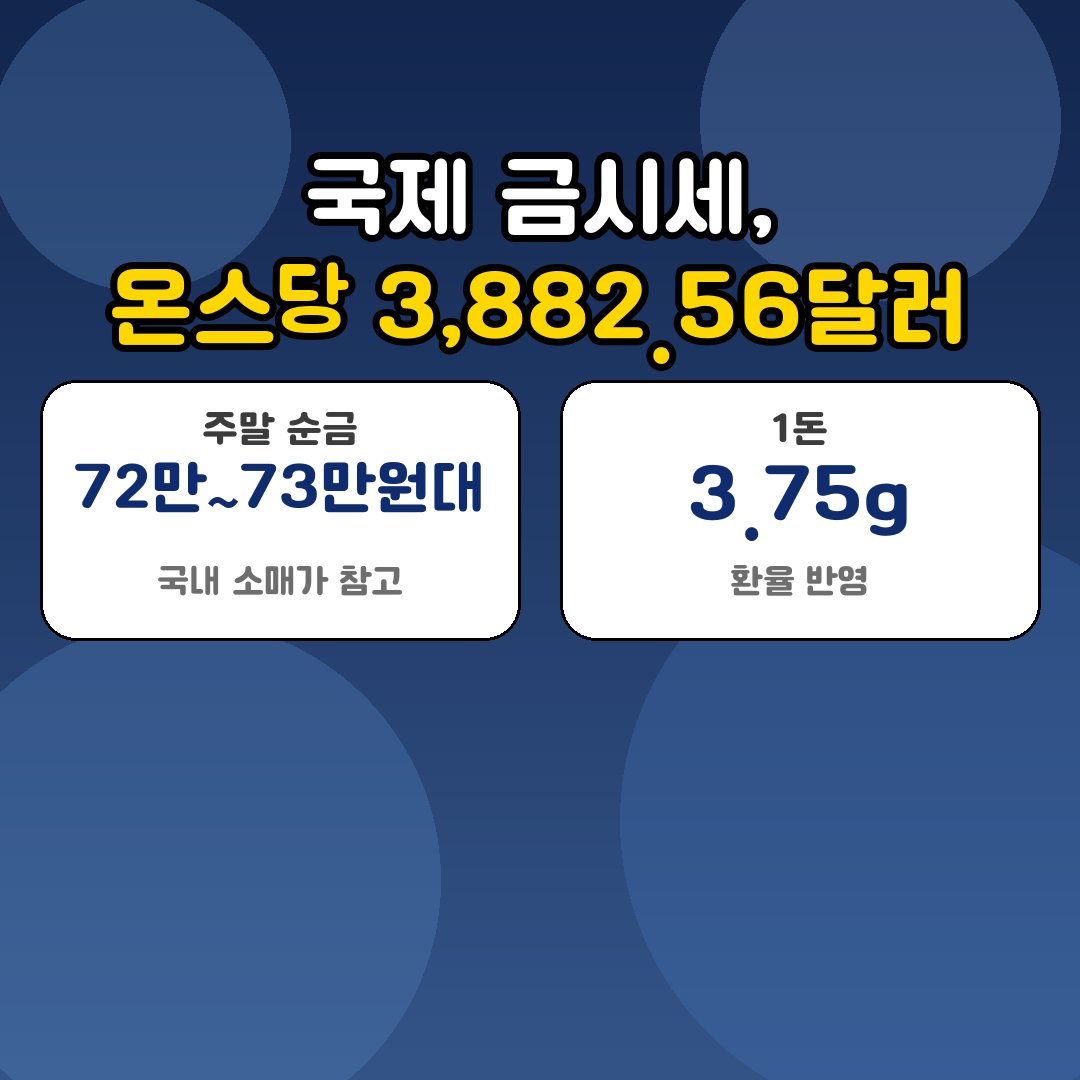 국제 금시세,
온스당 3,882.56달러
주말 순금
72만~73만원대
국내 소매가 참고
1돈
3.75g
환율 반영